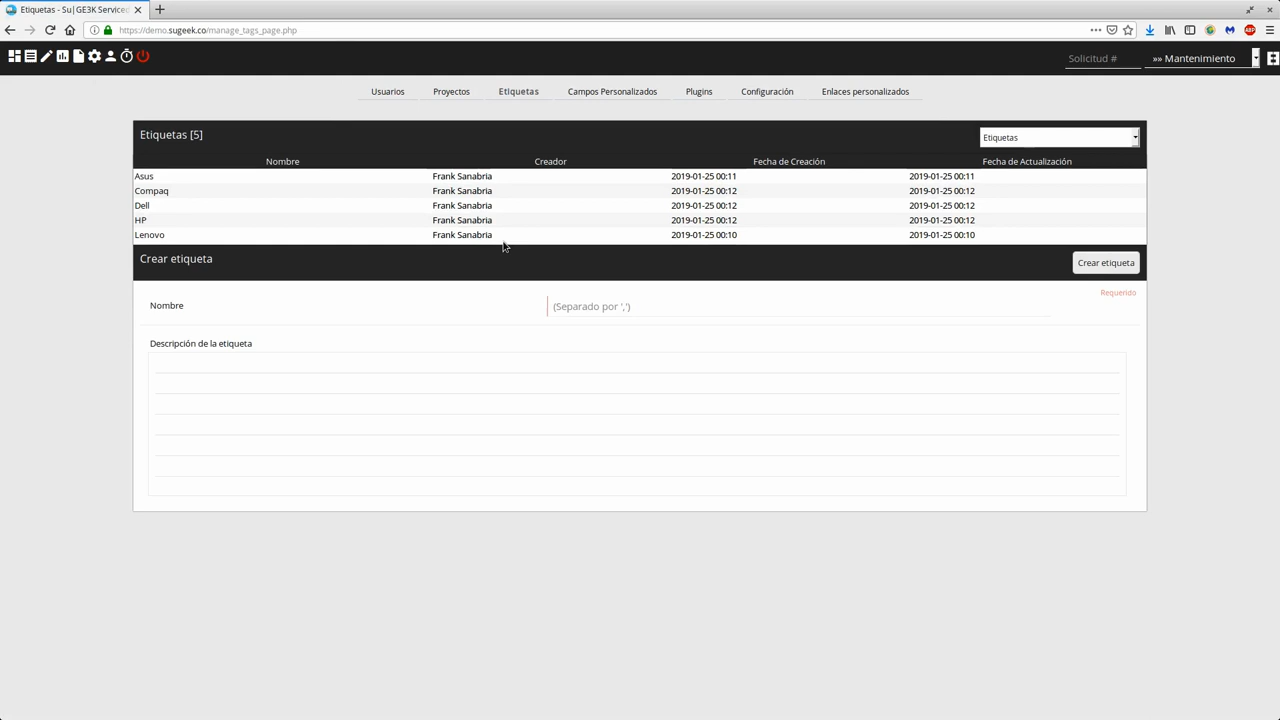 Etiquetas - Su|GE3K Serviced
https://demo.sugeek.co/manage_tags_page.php
ABP
Solicitud #
»» Mantenimiento
Usuarios Proyectos Etiquetas Campos Personalizados Plugins Configuración Enlaces personalizados
Etiquetas [5]
Etiquetas
Nombre Creador Fecha de Creación Fecha de Actualización
Asus Frank Sanabria 2019-01-25 00:11 2019-01-25 00:11
Compaq Frank Sanabria 2019-01-25 00:12 2019-01-25 00:12
Dell Frank Sanabria 2019-01-25 00:12 2019-01-25 00:12
HP Frank Sanabria 2019-01-25 00:12 2019-01-25 00:12
Lenovo Frank Sanabria 2019-01-25 00:10 2019-01-25 00:10
Crear etiqueta
Crear etiqueta
Requerido
Nombre
(Separado por ',')
Descripción de la etiqueta